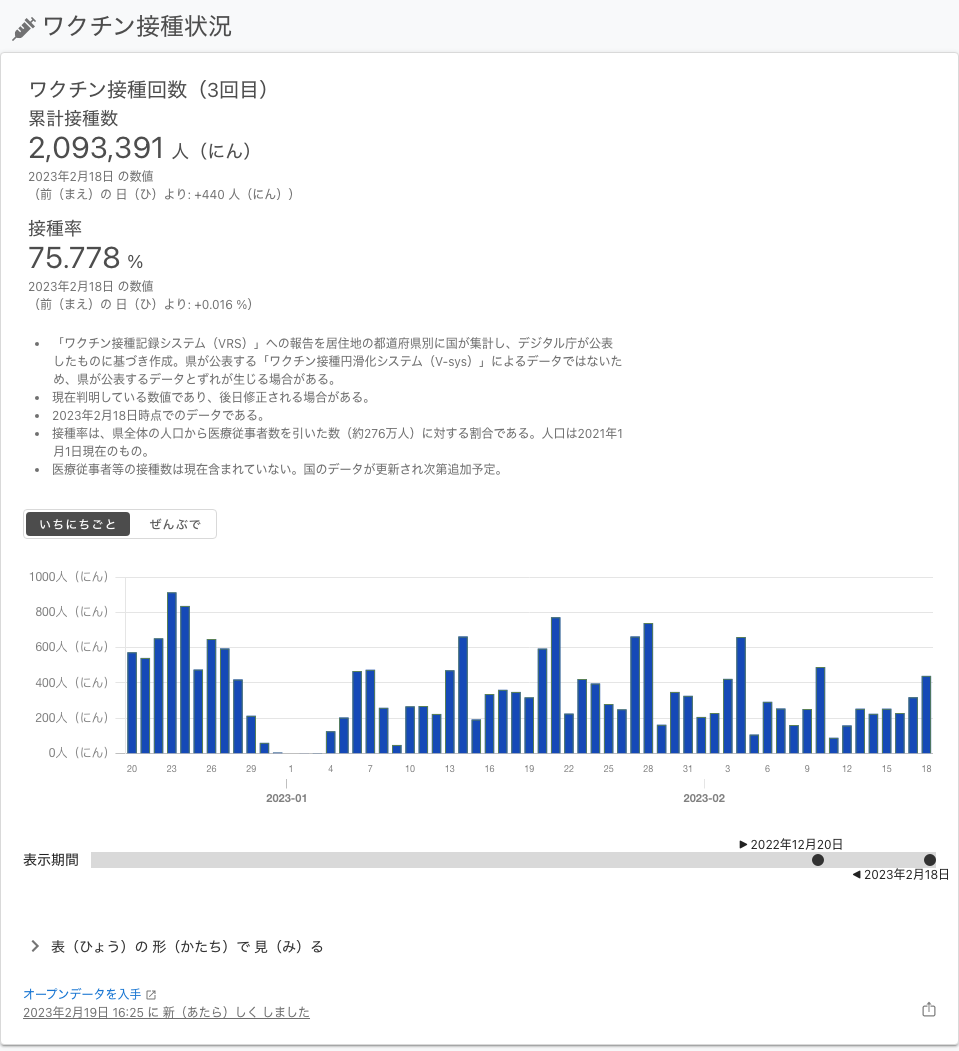 ワクチン接種状況
ワクチン接種回数（3回目）
累計接種数
2,093,391 人（にん）
2023年2月18日 の数値
（前（まえ）の 日（ひ）より: +440 人（にん））
接種率
75.778 %
2023年2月18日 の数値
（前（まえ）の 日（ひ）より: +0.016 %）
• 「ワクチン接種記録システム（VRS）」への報告を居住地の都道府県別に国が集計し、デジタル庁が公表
したものに基づき作成。県が公表する「ワクチン接種円滑化システム（V-sys）」によるデータではないた
め、県が公表するデータとずれが生じる場合がある。
• 現在判明している数値であり、後日修正される場合がある。
• 2023年2月18日時点でのデータである。
• 接種率は、県全体の人口から医療従事者数を引いた数（約276万人）に対する割合である。人口は2021年1
月1日現在のもの。
• 医療従事者等の接種数は現在含まれていない。国のデータが更新され次第追加予定。
いちにちごと ぜんぶで
1000人（にん）
800人（にん）
600人（にん）
400人（にん）
200人（にん）
0人（にん）
20 23 26 29 1 4 7 10 13 16 19 22 25 28 31 3 6 9 12 15 18
2023-01 2023-02
▶ 2022年12月20日
表示期間
◀ 2023年2月18日
表（ひょう）の 形（かたち）で 見（み）る
オープンデータを入手
2023年2月19日 16:25 に 新（あたら）しく しました